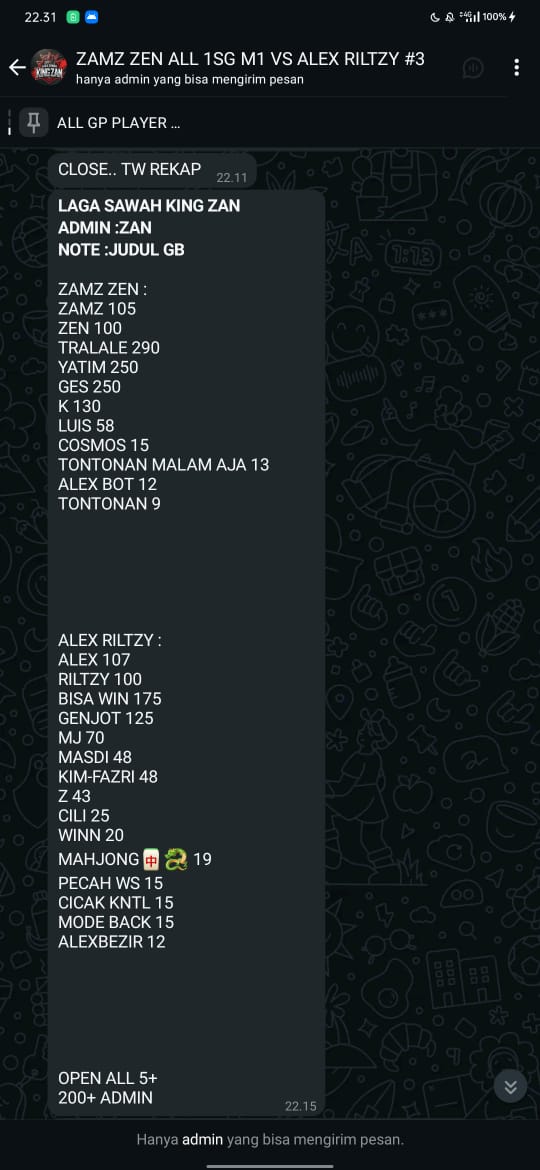 22.31
4G
100%
ZAMZ ZEN ALL 1SG M1 VS ALEX RILTZY #3
hanya admin yang bisa mengirim pesan
ALL GP PLAYER ...
CLOSE.. TW REKAP
22.11
LAGA SAWAH KING ZAN
ADMIN :ZAN
NOTE :JUDUL GB
ZAMZ ZEN :
ZAMZ 105
ZEN 100
TRALALE 290
YATIM 250
GES 250
K 130
LUIS 58
COSMOS 15
TONTONAN MALAM AJA 13
ALEX BOT 12
TONTONAN 9
ALEX RILTZY :
ALEX 107
RILTZY 100
BISA WIN 175
GENJOT 125
MJ 70
MASDI 48
KIM-FAZRI 48
Z 43
CILI 25
WINN 20
MAHJONG🀄🐉 19
PECAH WS 15
CICAK KNTL 15
MODE BACK 15
ALEXBEZIR 12
OPEN ALL 5+
200+ ADMIN
22.15
Hanya admin yang bisa mengirim pesan.